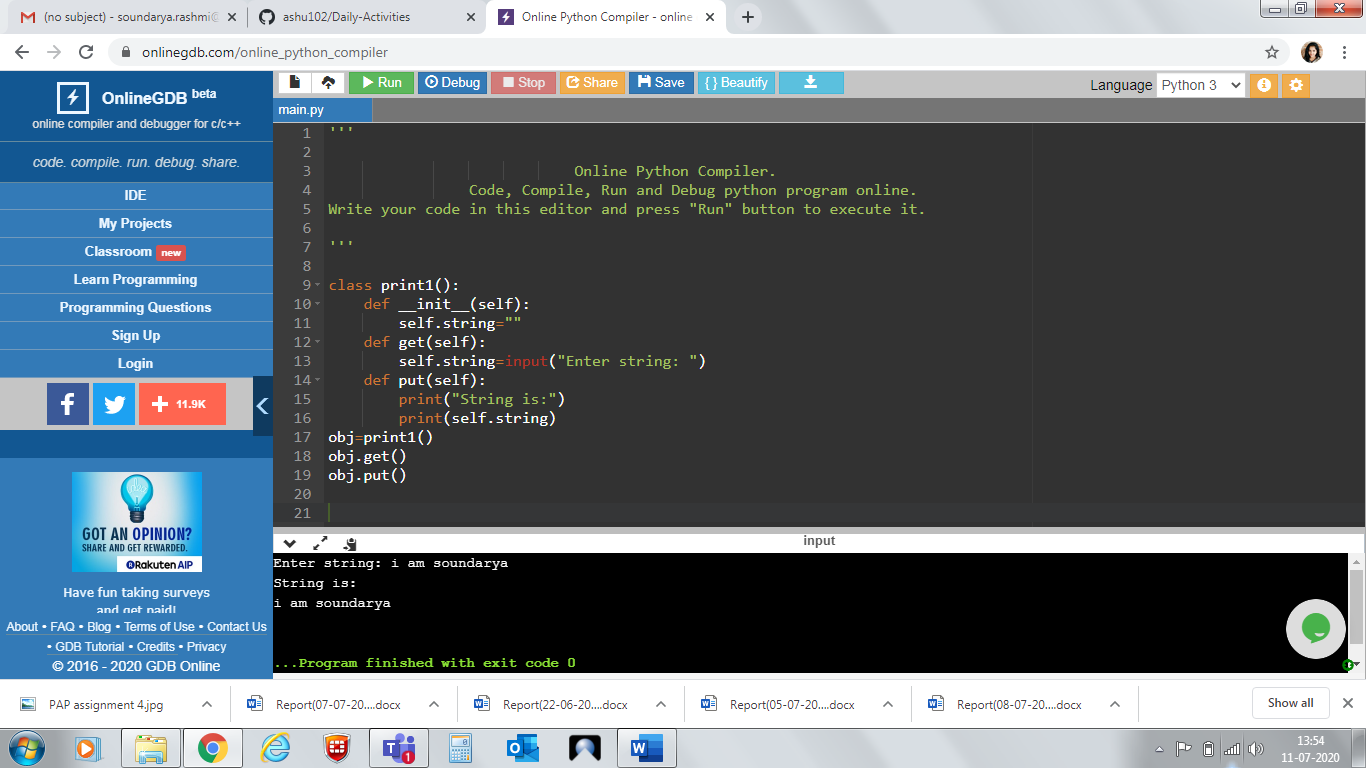 (no subject) - soundarya.rashmi@
ashu102/Daily-Activities
Online Python Compiler - online
onlinegdb.com/online_python_compiler
OnlineGDB beta
online compiler and debugger for c/c++
code. compile. run. debug. share.
IDE
My Projects
Classroom new
Learn Programming
Programming Questions
Sign Up
Login
11.9K
GOT AN OPINION?
SHARE AND GET REWARDED.
Rakuten AIP
Have fun taking surveys
and get paid!
About • FAQ • Blog • Terms of Use • Contact Us
• GDB Tutorial • Credits • Privacy
© 2016 - 2020 GDB Online
Run Debug Stop Share Save { } Beautify
Language Python 3
main.py
1 '''
2
3 Online Python Compiler.
4 Code, Compile, Run and Debug python program online.
5 Write your code in this editor and press "Run" button to execute it.
6
7 '''
8
9 class print1():
10     def __init__(self):
11         self.string=""
12     def get(self):
13         self.string=input("Enter string: ")
14     def put(self):
15         print("String is:")
16         print(self.string)
17 obj=print1()
18 obj.get()
19 obj.put()
20
21
input
Enter string: i am soundarya
String is:
i am soundarya
...Program finished with exit code 0
PAP assignment 4.jpg
Report(07-07-20....docx
Report(22-06-20....docx
Report(05-07-20....docx
Report(08-07-20....docx
Show all
1
13:54
11-07-2020